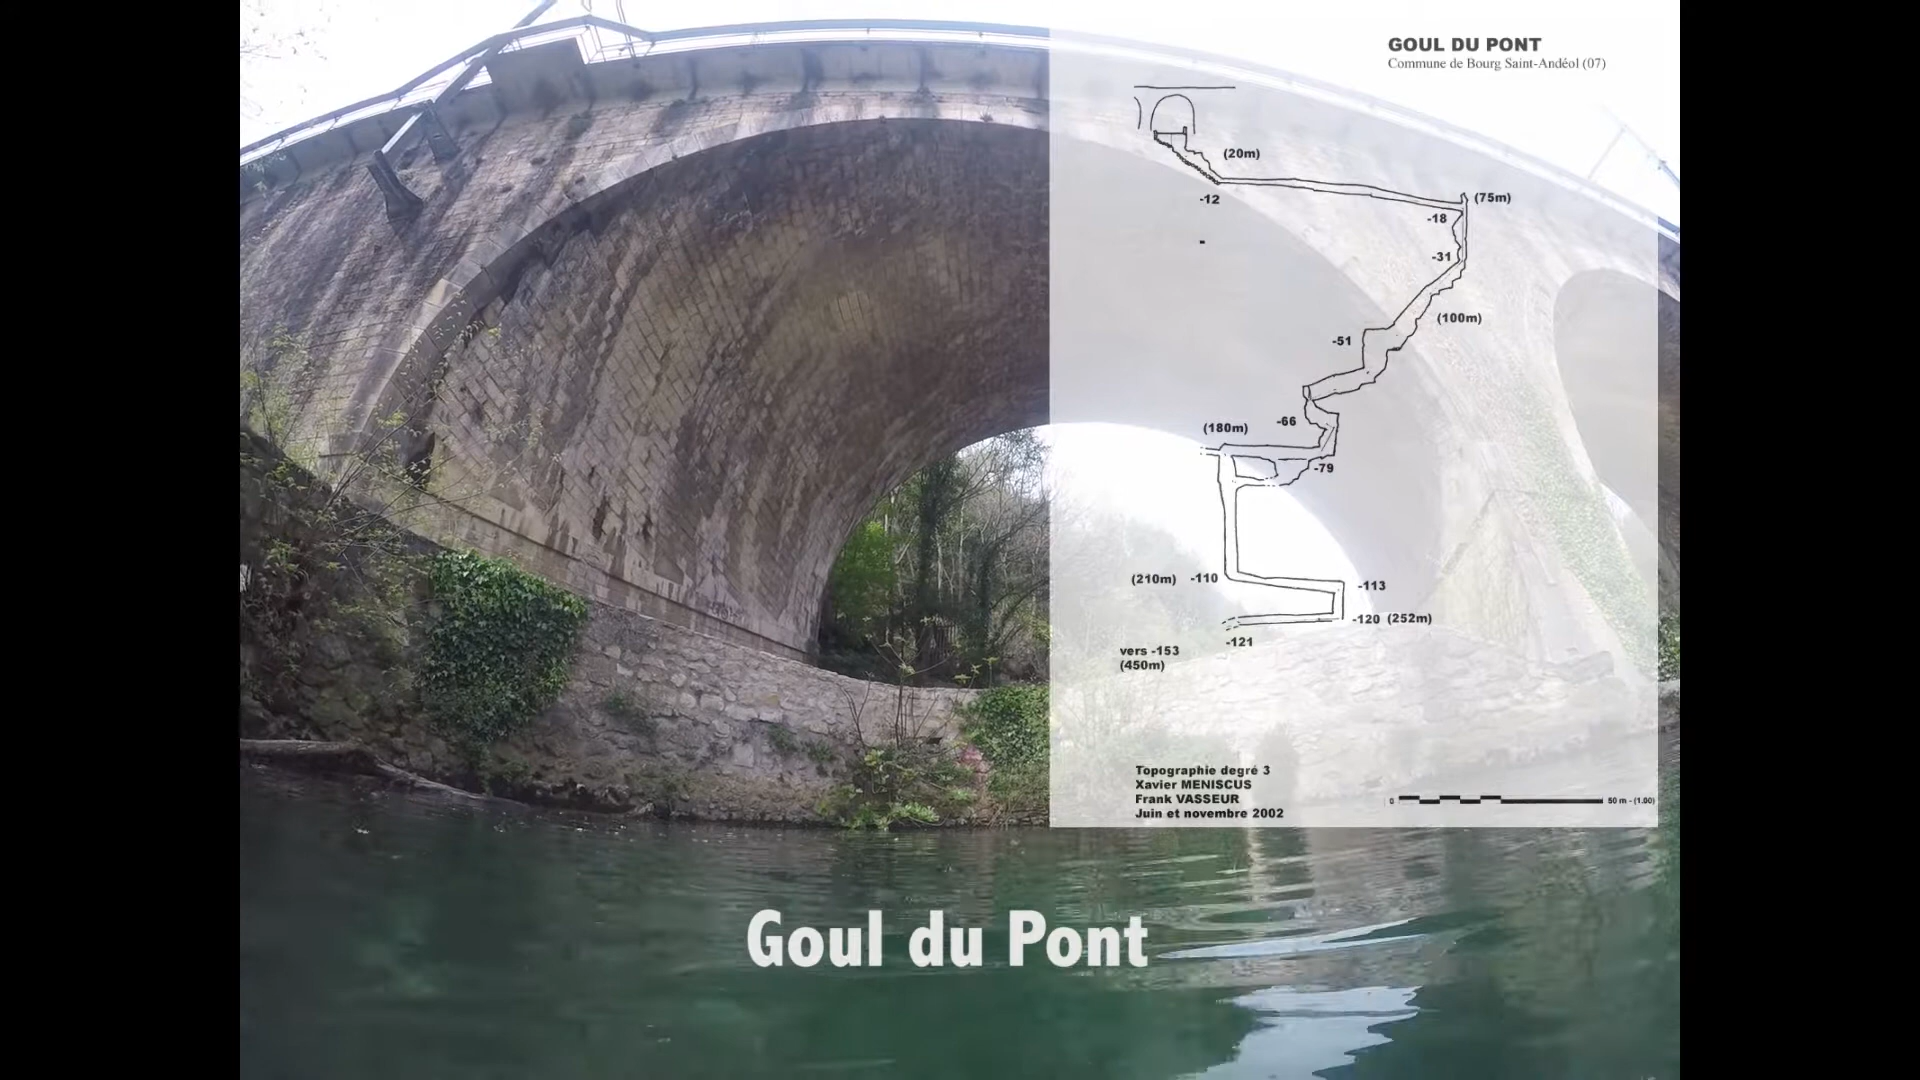 GOUL DU PONT
Commune de Bourg Saint-Andéol (07)
(20m)
-12
(75m)
-18
-31
(100m)
-51
-66
(180m)
-79
(210m) -110
-113
-120 (252m)
-121
vers -153
(450m)
Topographie degré 3
Xavier MENISCUS
Frank VASSEUR
Juin et novembre 2002
0 50 m - (1.00)
Goul du Pont